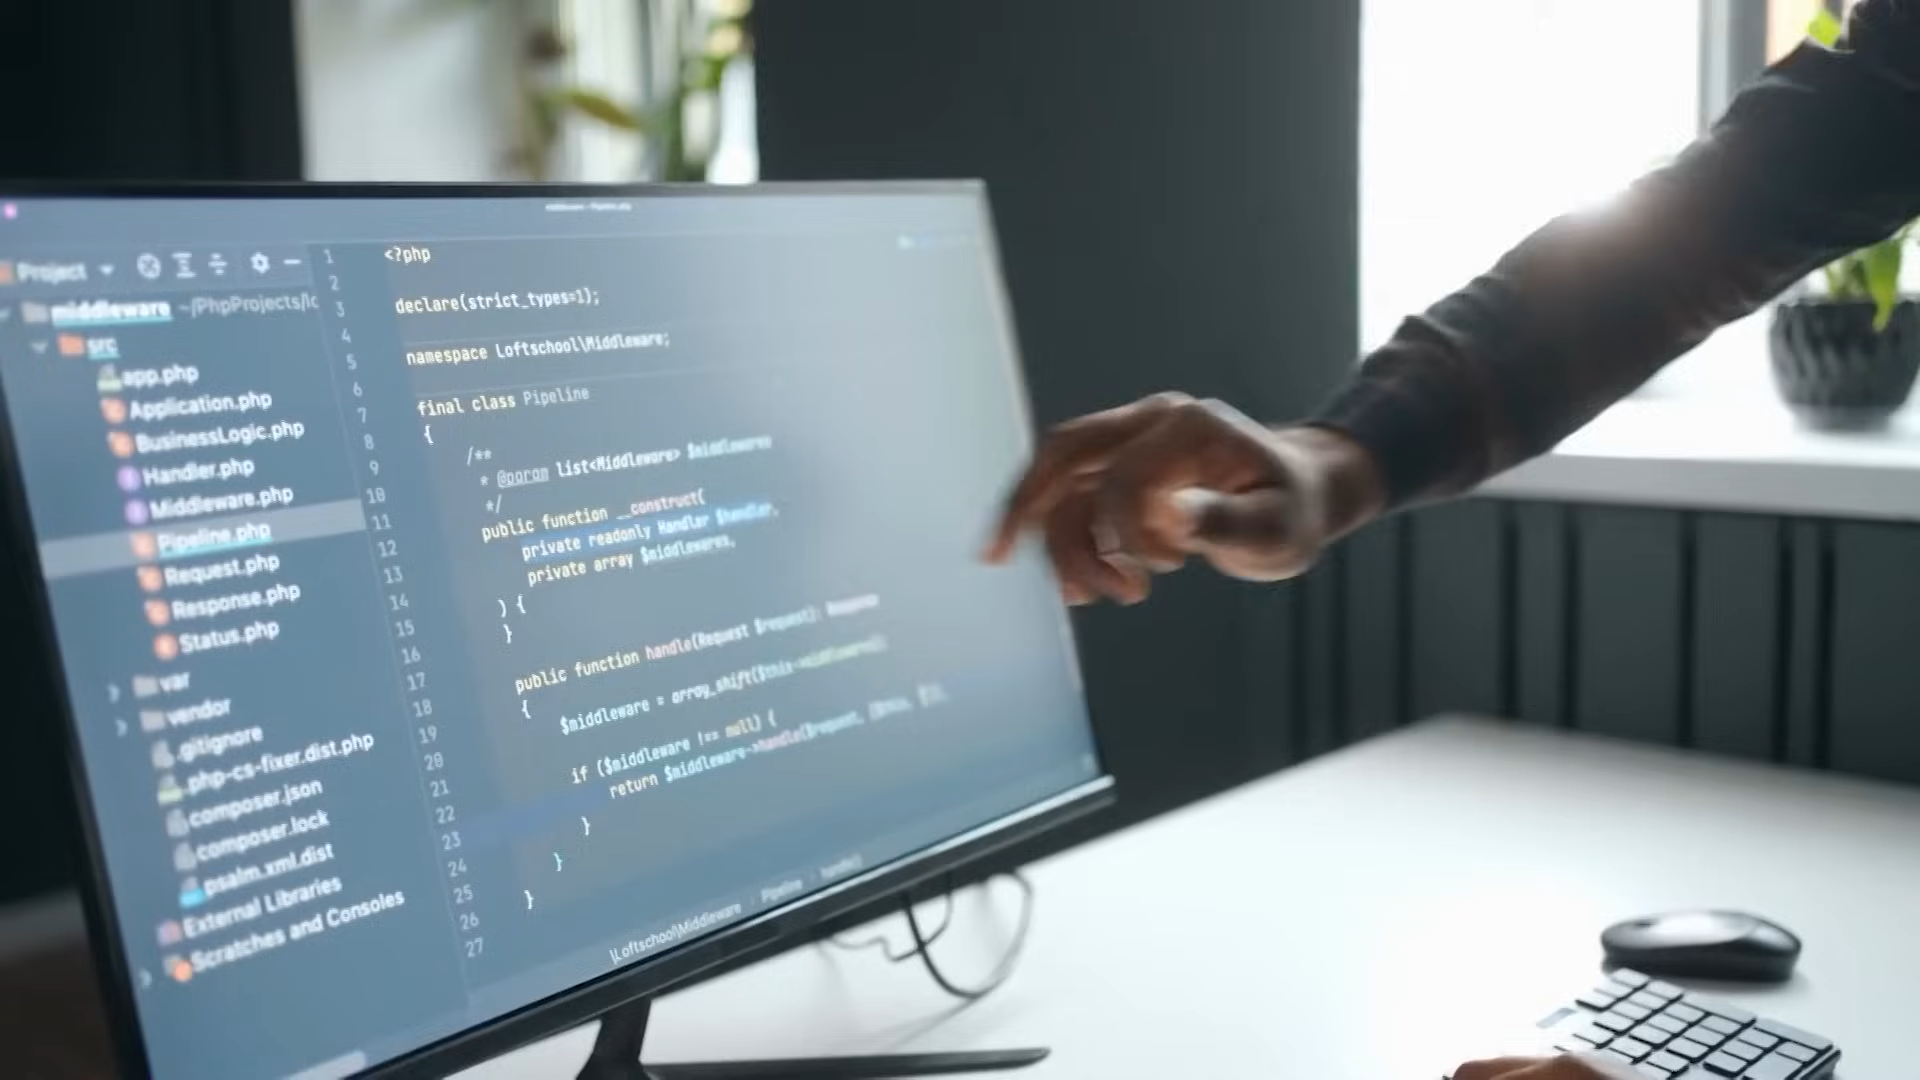 middleware – Pipeline.php
Project
middleware ~/PhpProjects/lc
src
app.php
Application.php
BusinessLogic.php
Handler.php
Middleware.php
Pipeline.php
Request.php
Response.php
Status.php
var
vendor
.gitignore
.php-cs-fixer.dist.php
composer.json
composer.lock
psalm.xml.dist
External Libraries
Scratches and Consoles
1 <?php
2
3 declare(strict_types=1);
4
5 namespace Loftschool\Middleware;
6
7 final class Pipeline
8 {
9 /**
10 * @param list<Middleware> $middlewares
11 */
12 public function __construct(
13 private readonly Handler $handler,
14 private array $middlewares,
15 ) {
16 }
17
18 public function handle(Request $request): Response
19 {
20 $middleware = array_shift($this->middlewares);
21
22 if ($middleware !== null) {
23 return $middleware->handle($request,
24 }
25 }
26 }
27
\Loftschool\Middleware › Pipeline › handle()